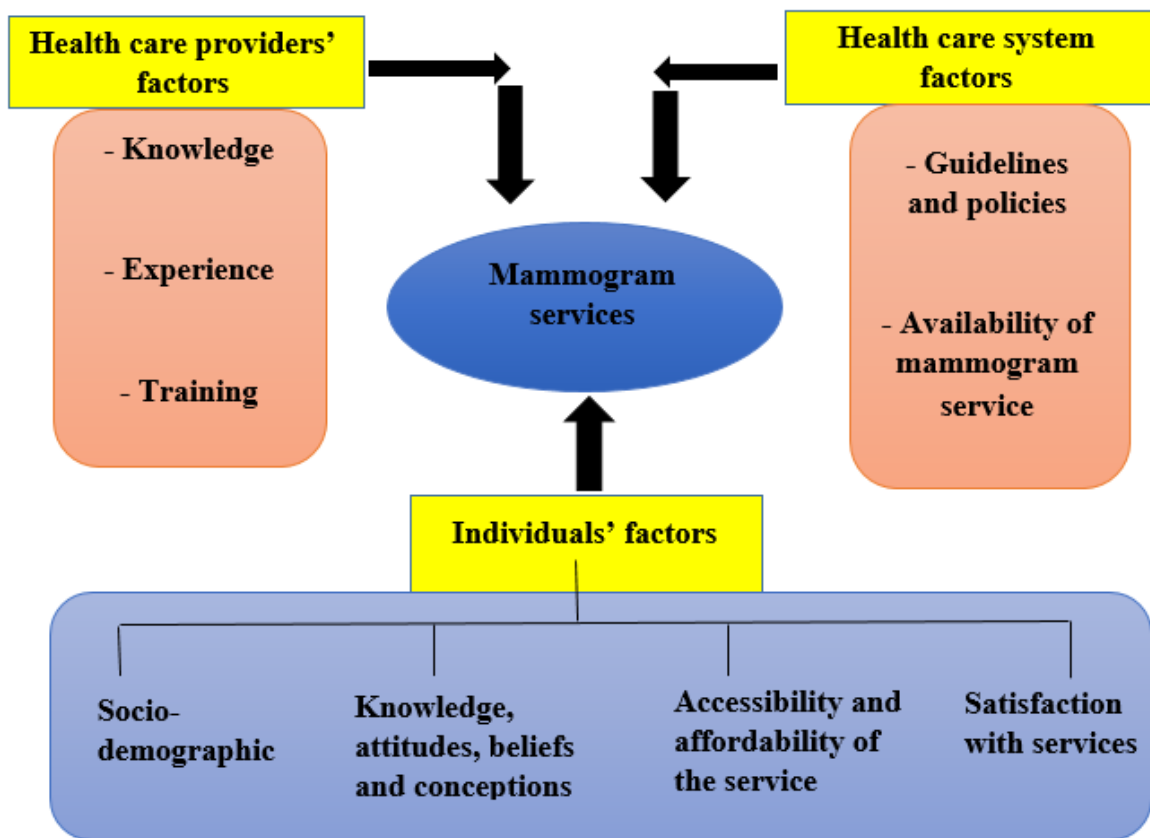 Health care providers’
factors
- Knowledge
- Experience
- Training
Health care system
factors
- Guidelines
and policies
- Availability of
mammogram
service
Mammogram
services
Individuals’ factors
Socio-
demographic
Knowledge,
attitudes, beliefs
and conceptions
Accessibility and
affordability of
the service
Satisfaction
with services